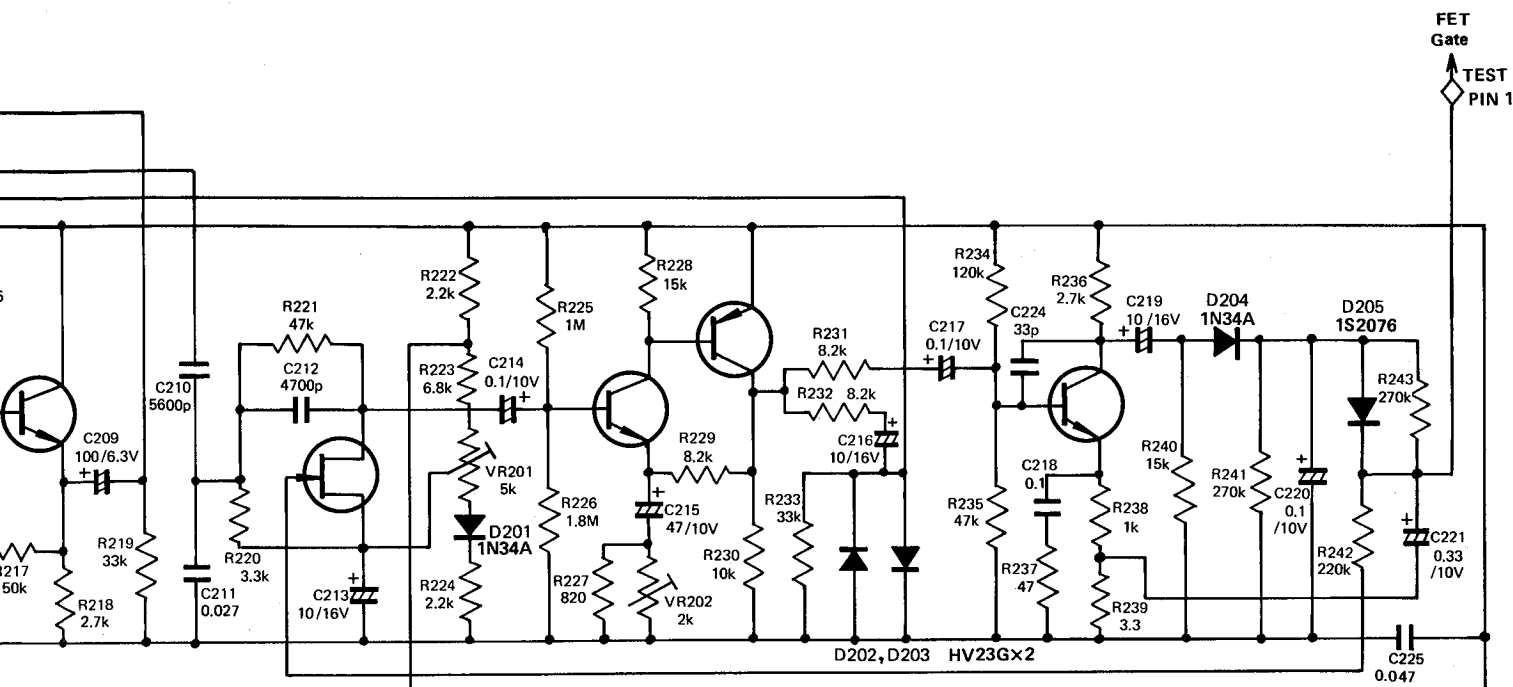 FET
Gate
TEST
PIN 1
R234
120k
R222
2.2k
R228
15k
R236
2.7k
C219
10 /16V
D204
1N34A
D205
1S2076
R221
47k
R225
1M
C224
33p
R231
8.2k
C217
0.1/10V
C212
4700p
C214
0.1/10V
R223
6.8k
C210
5600p
R232 8.2k
R243
270k
C209
100/6.3V
R229
8.2k
C216
10/16V
R240
15k
VR201
5k
C218
0.1
R241
270k
C220
0.1
/10V
R226
1.8M
C215
47/10V
R233
33k
R235
47k
R238
1k
D201
1N34A
R219
33k
R220
3.3k
R230
10k
R242
220k
C221
0.33
/10V
R217
50k
R218
2.7k
C211
0.027
C213
10/16V
R224
2.2k
R227
820
VR202
2k
R237
47
R239
3.3
D202, D203 HV23G×2
C225
0.047